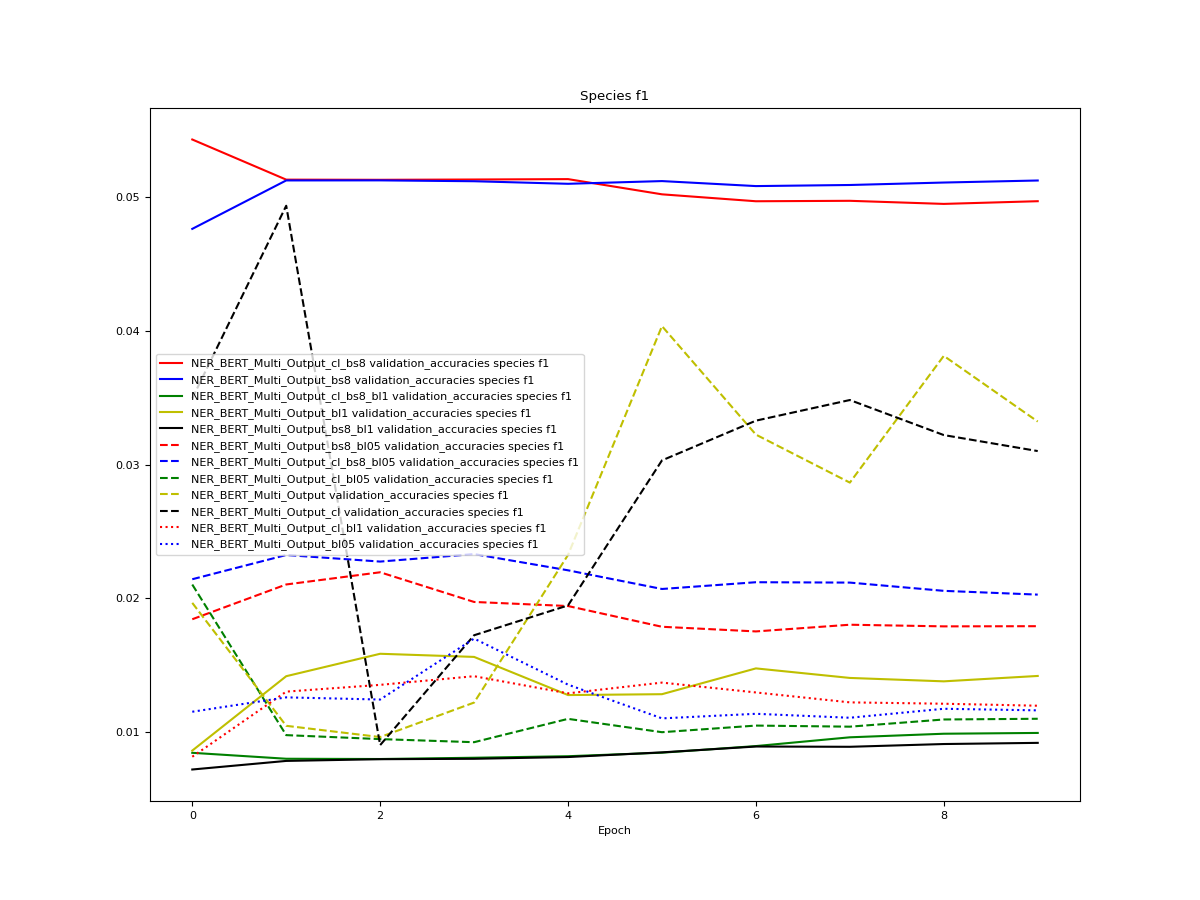 Species f1
0.05
0.04
0.03
0.02
0.01
NER_BERT_Multi_Output_cl_bs8 validation_accuracies species f1
NER_BERT_Multi_Output_bs8 validation_accuracies species f1
NER_BERT_Multi_Output_cl_bs8_bl1 validation_accuracies species f1
NER_BERT_Multi_Output_bl1 validation_accuracies species f1
NER_BERT_Multi_Output_bs8_bl1 validation_accuracies species f1
NER_BERT_Multi_Output_bs8_bl05 validation_accuracies species f1
NER_BERT_Multi_Output_cl_bs8_bl05 validation_accuracies species f1
NER_BERT_Multi_Output_cl_bl05 validation_accuracies species f1
NER_BERT_Multi_Output validation_accuracies species f1
NER_BERT_Multi_Output_cl validation_accuracies species f1
NER_BERT_Multi_Output_cl_bl1 validation_accuracies species f1
NER_BERT_Multi_Output_bl05 validation_accuracies species f1
0 2 4 6 8
Epoch